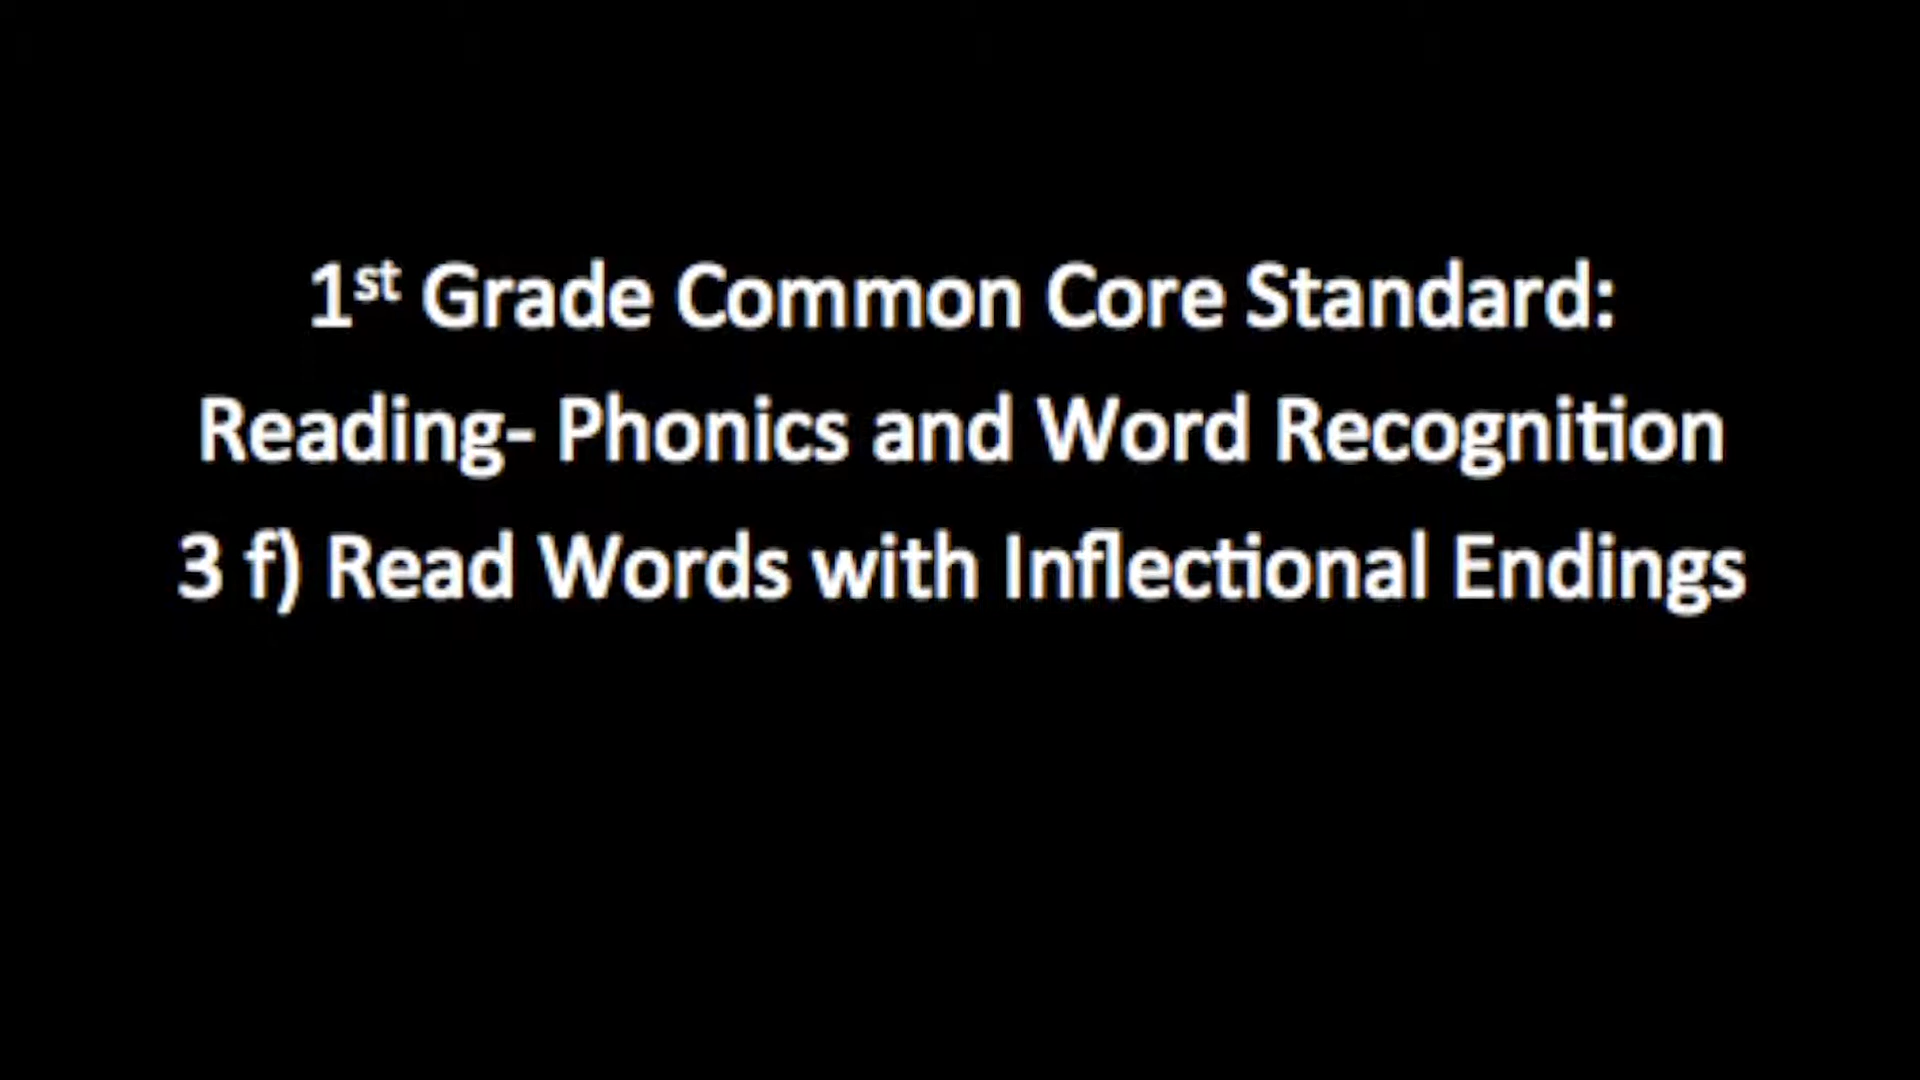 1st Grade Common Core Standard:
Reading- Phonics and Word Recognition
3 f) Read Words with Inflectional Endings